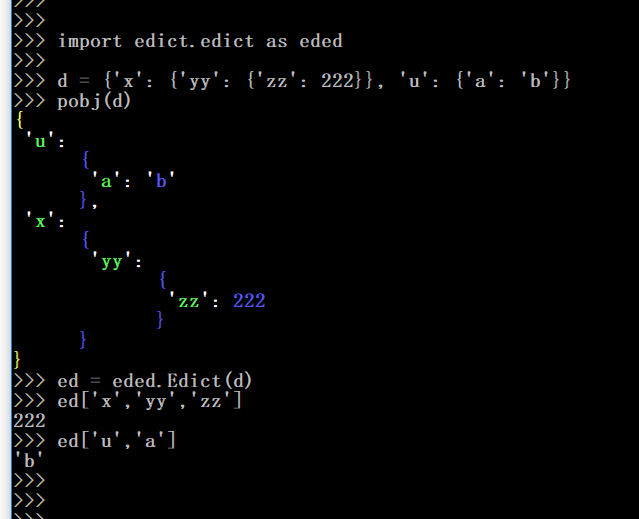 >>>
>>>
>>> import edict.edict as eded
>>>
>>> d = {'x': {'yy': {'zz': 222}}, 'u': {'a': 'b'}}
>>> pobj(d)
{
'u':
{
'a': 'b'
},
'x':
{
'yy':
{
'zz': 222
}
}
}
>>> ed = eded.Edict(d)
>>> ed['x','yy','zz']
222
>>> ed['u','a']
'b'
>>>
>>>
>>>